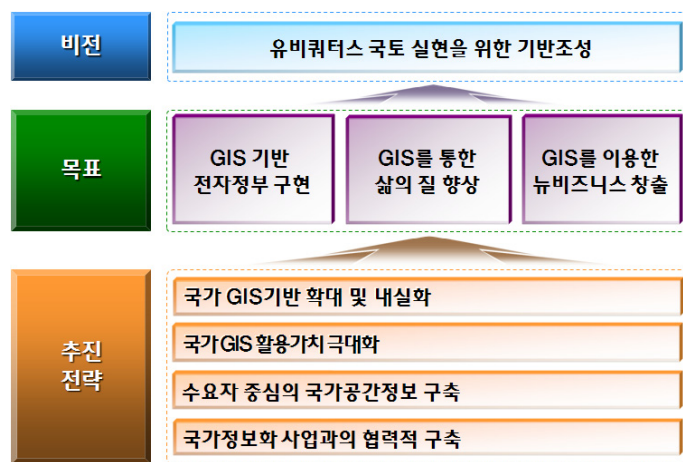 비전
유비쿼터스 국토 실현을 위한 기반조성
목표
GIS 기반
전자정부 구현
GIS를 통한
삶의 질 향상
GIS를 이용한
뉴비즈니스 창출
추진
전략
국가 GIS기반 확대 및 내실화
국가GIS 활용가치 극대화
수요자 중심의 국가공간정보 구축
국가정보화 사업과의 협력적 구축